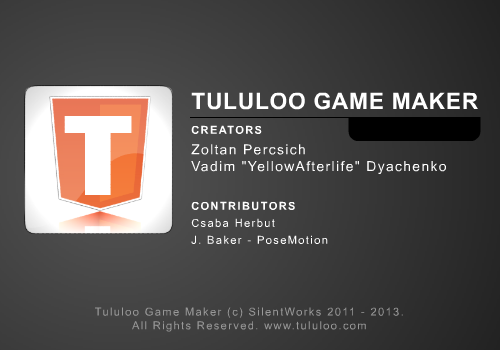 T
TULULOO GAME MAKER
CREATORS
Zoltan Percsich
Vadim "YellowAfterlife" Dyachenko
CONTRIBUTORS
Csaba Herbut
J. Baker - PoseMotion
Tululoo Game Maker (c) SilentWorks 2011 - 2013.
All Rights Reserved. www.tululoo.com